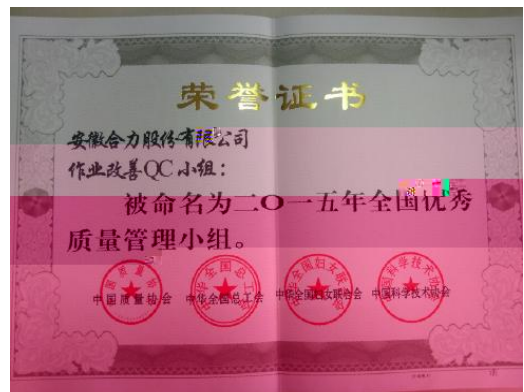 荣誉证书
安徽合力股份有限公司
作业改善QC小组：
被命名为二〇一五年全国优秀
质量管理小组。
中国质量协会 中华全国总工会 中华全国妇女联合会 中国科学技术协会